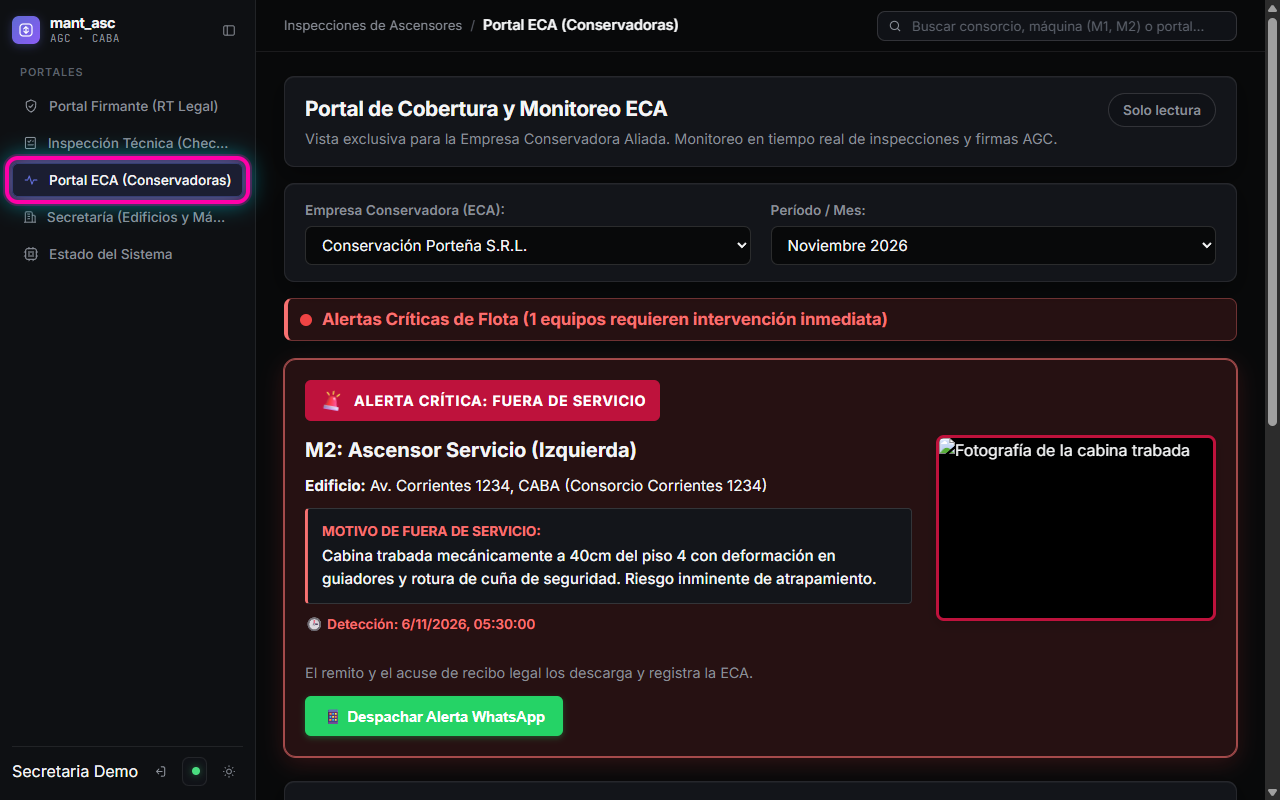 mant_asc
AGC · CABA
PORTALES
Portal Firmante (RT Legal)
Inspección Técnica (Chec...
Portal ECA (Conservadoras)
Secretaría (Edificios y Má...
Estado del Sistema
Secretaria Demo
Inspecciones de Ascensores / Portal ECA (Conservadoras)
Buscar consorcio, máquina (M1, M2) o portal...
Portal de Cobertura y Monitoreo ECA
Solo lectura
Vista exclusiva para la Empresa Conservadora Aliada. Monitoreo en tiempo real de inspecciones y firmas AGC.
Empresa Conservadora (ECA):
Conservación Porteña S.R.L.
Período / Mes:
Noviembre 2026
Alertas Críticas de Flota (1 equipos requieren intervención inmediata)
ALERTA CRÍTICA: FUERA DE SERVICIO
M2: Ascensor Servicio (Izquierda)
Edificio: Av. Corrientes 1234, CABA (Consorcio Corrientes 1234)
MOTIVO DE FUERA DE SERVICIO:
Cabina trabada mecánicamente a 40cm del piso 4 con deformación en
guiadores y rotura de cuña de seguridad. Riesgo inminente de atrapamiento.
Detección: 6/11/2026, 05:30:00
Fotografía de la cabina trabada
El remito y el acuse de recibo legal los descarga y registra la ECA.
Despachar Alerta WhatsApp